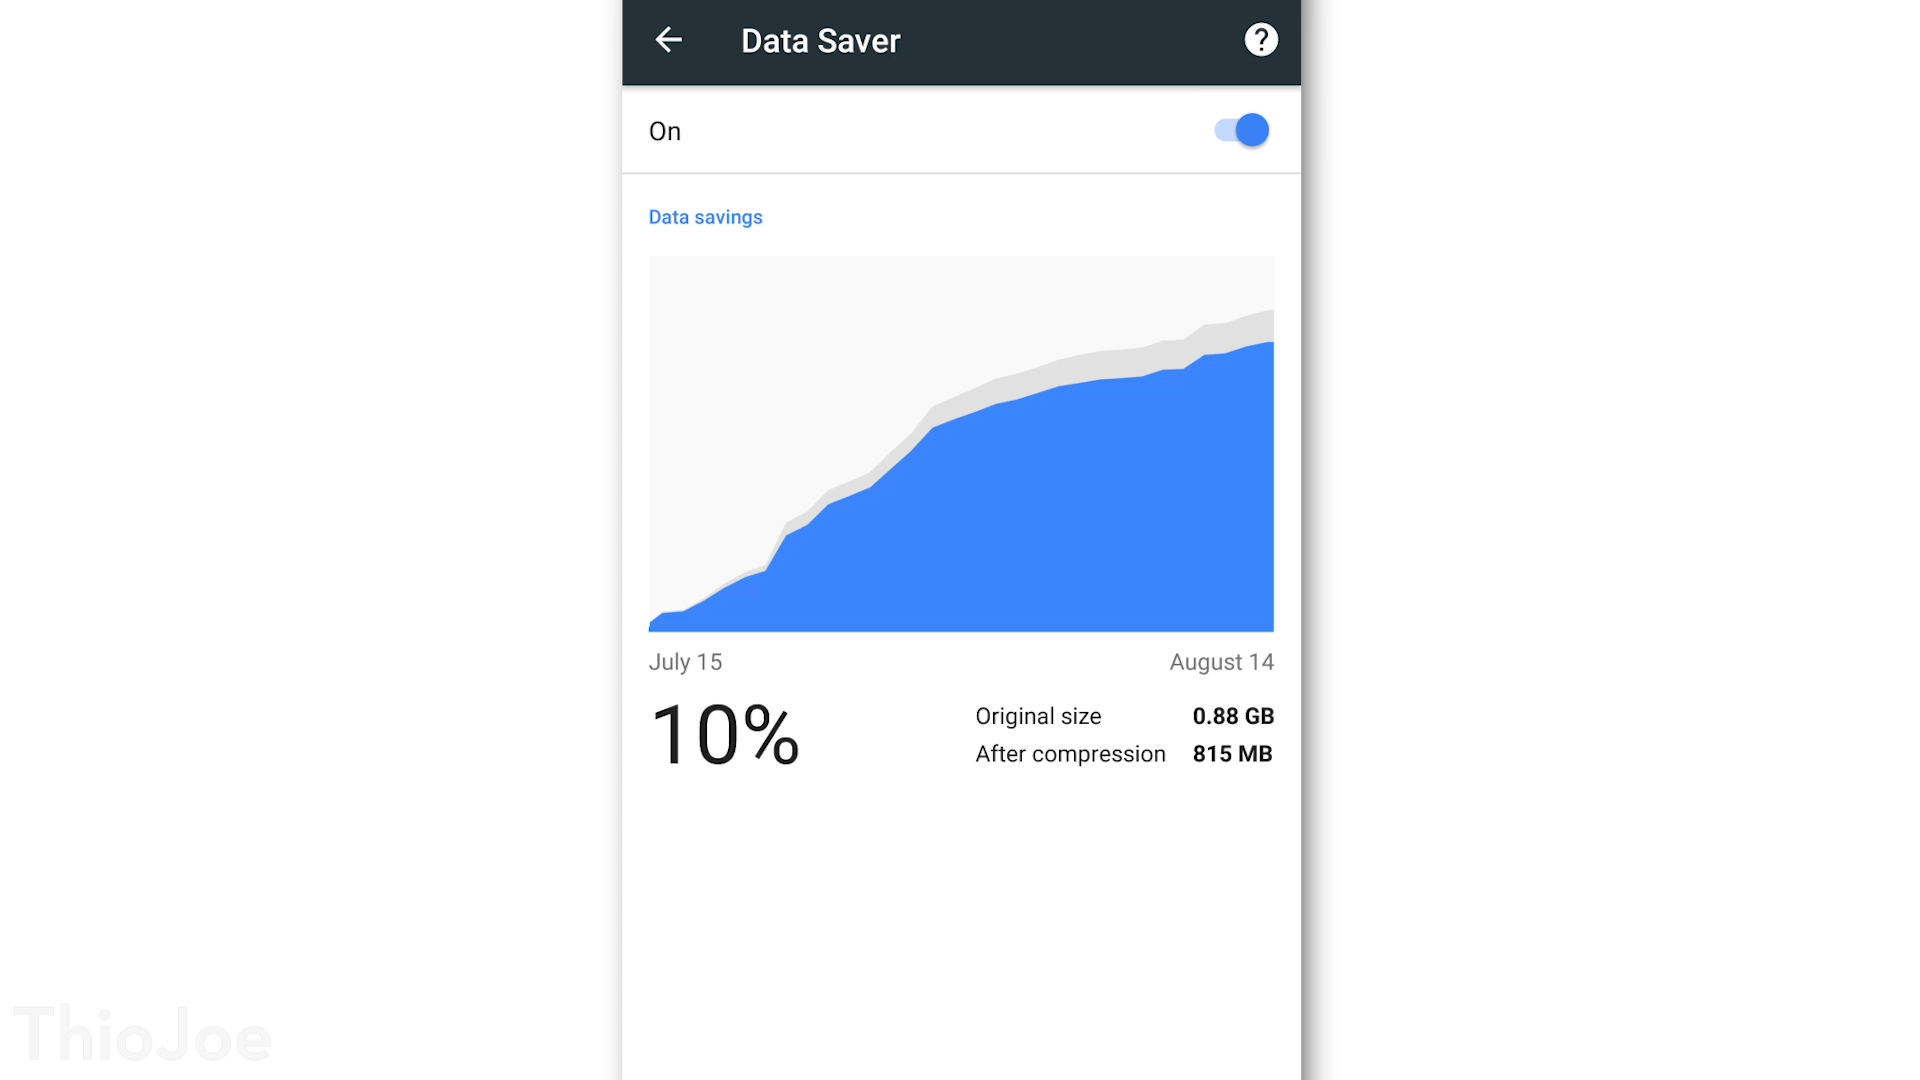 Data Saver
?
On
Data savings
July 15
August 14
10%
Original size 0.88 GB
After compression 815 MB
ThioJoe